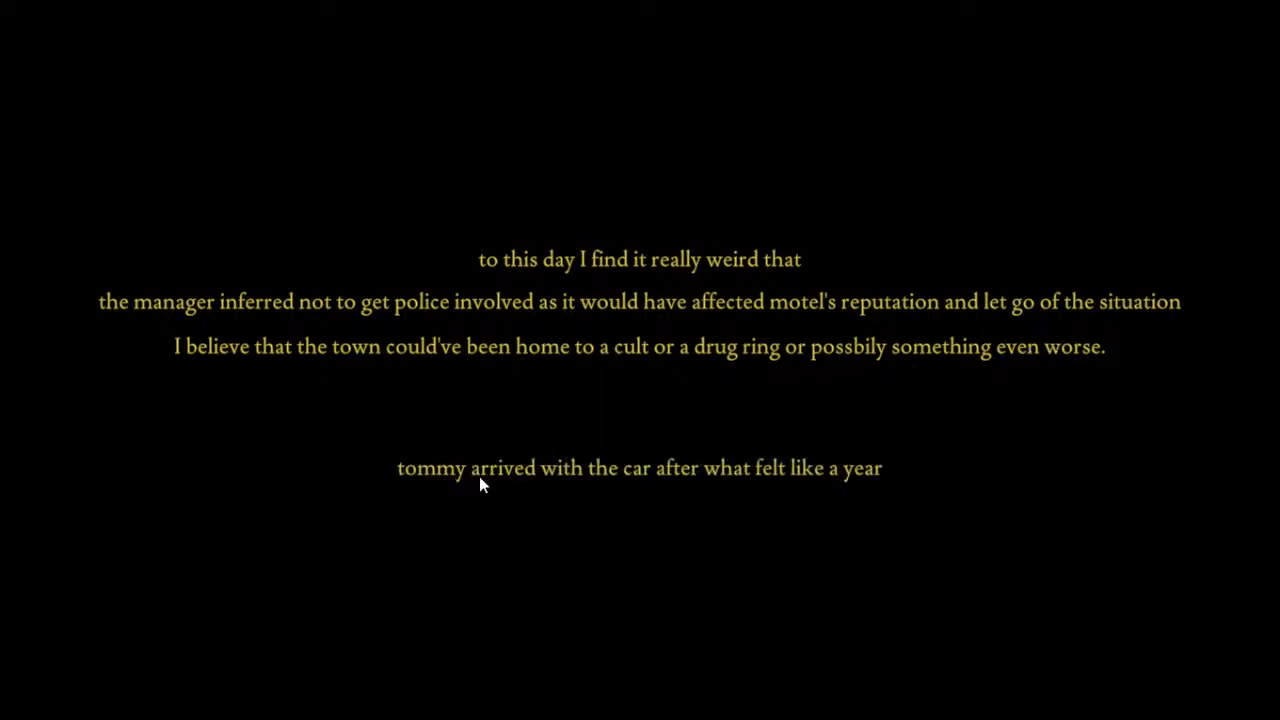 to this day I find it really weird that
the manager inferred not to get police involved as it would have affected motel's reputation and let go of the situation
I believe that the town could've been home to a cult or a drug ring or possbily something even worse.
tommy arrived with the car after what felt like a year